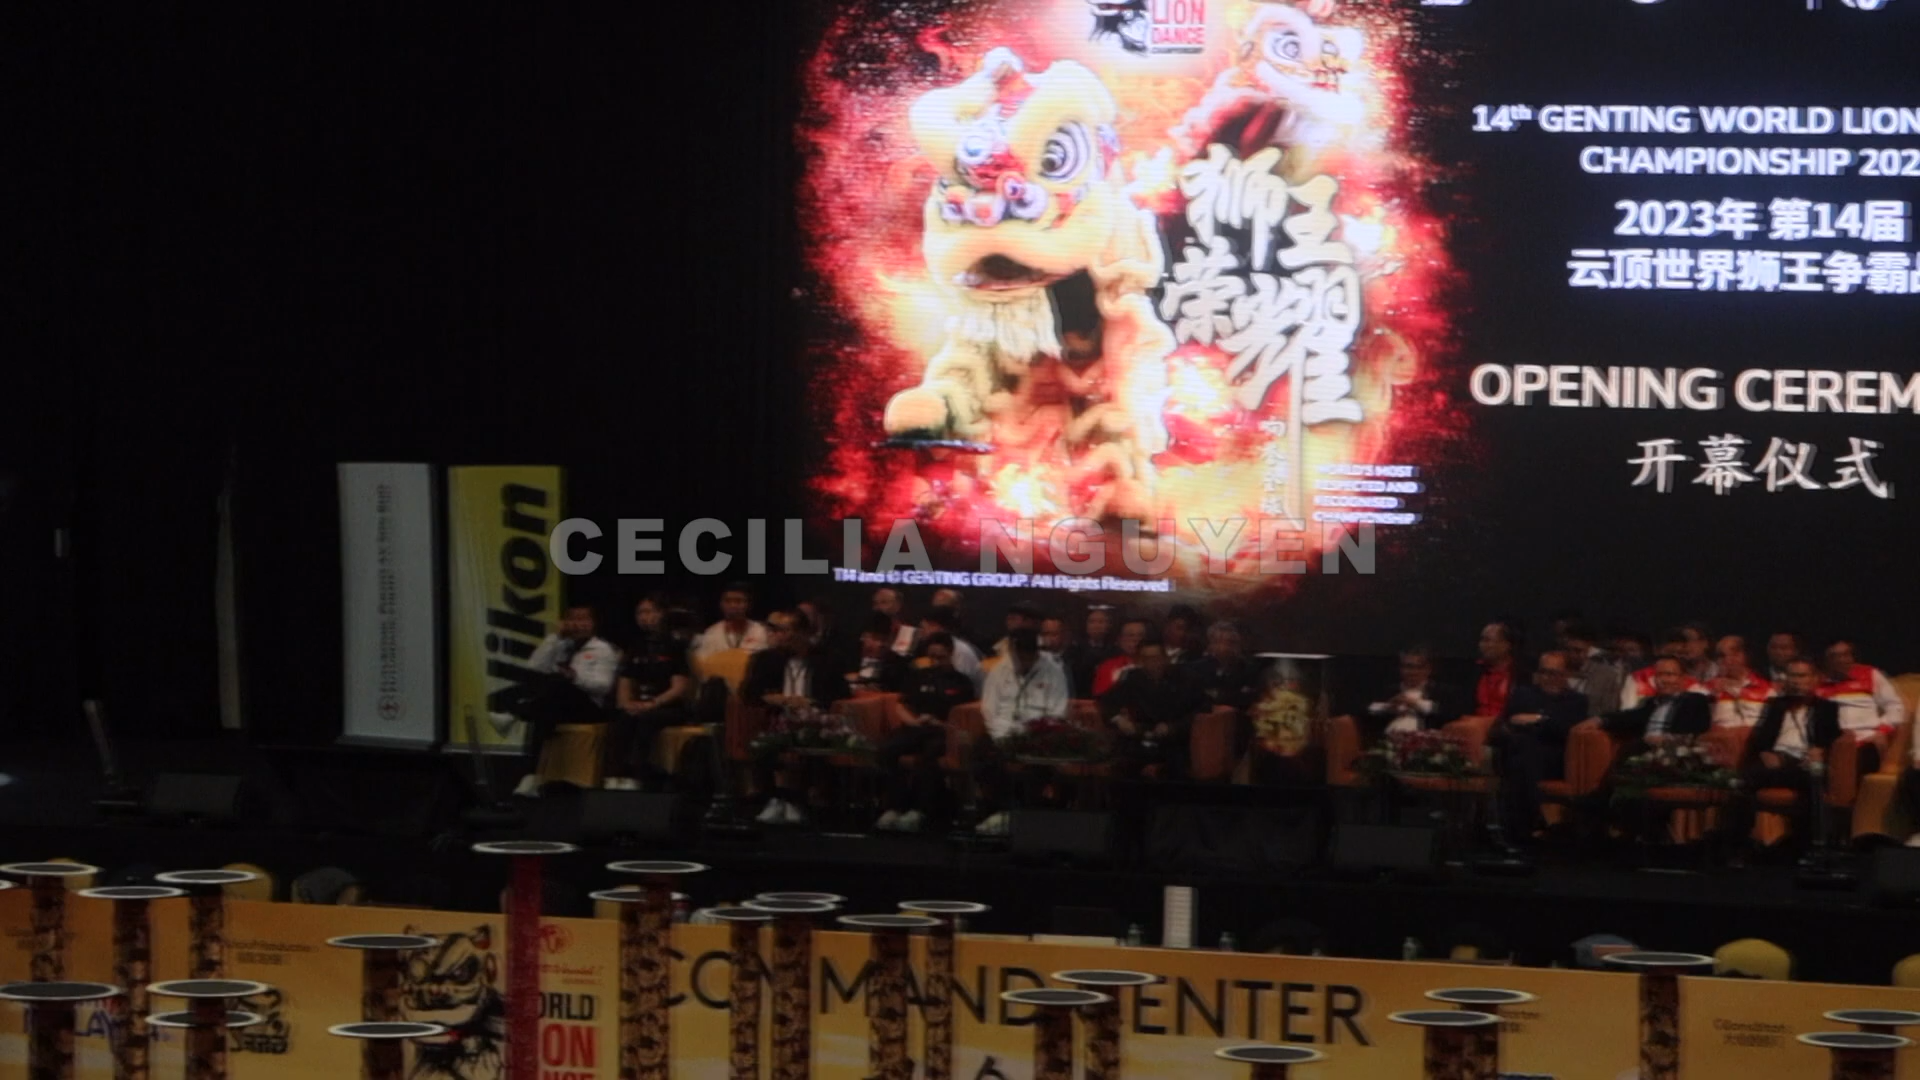 LION
DANCE
CHAMPIONSHIP
14th GENTING WORLD LION
CHAMPIONSHIP 202
2023年 第14届
云顶世界狮王争霸
OPENING CEREM
开幕仪式
狮王
荣耀
WORLD'S MOST
RESPECTED AND
RECOGNISED
CHAMPIONSHIP
Nikon
CECILIA NGUYEN
TM and © GENTING GROUP. All Rights Reserved
COMMAND CENTER
ORLD
ION
NCE